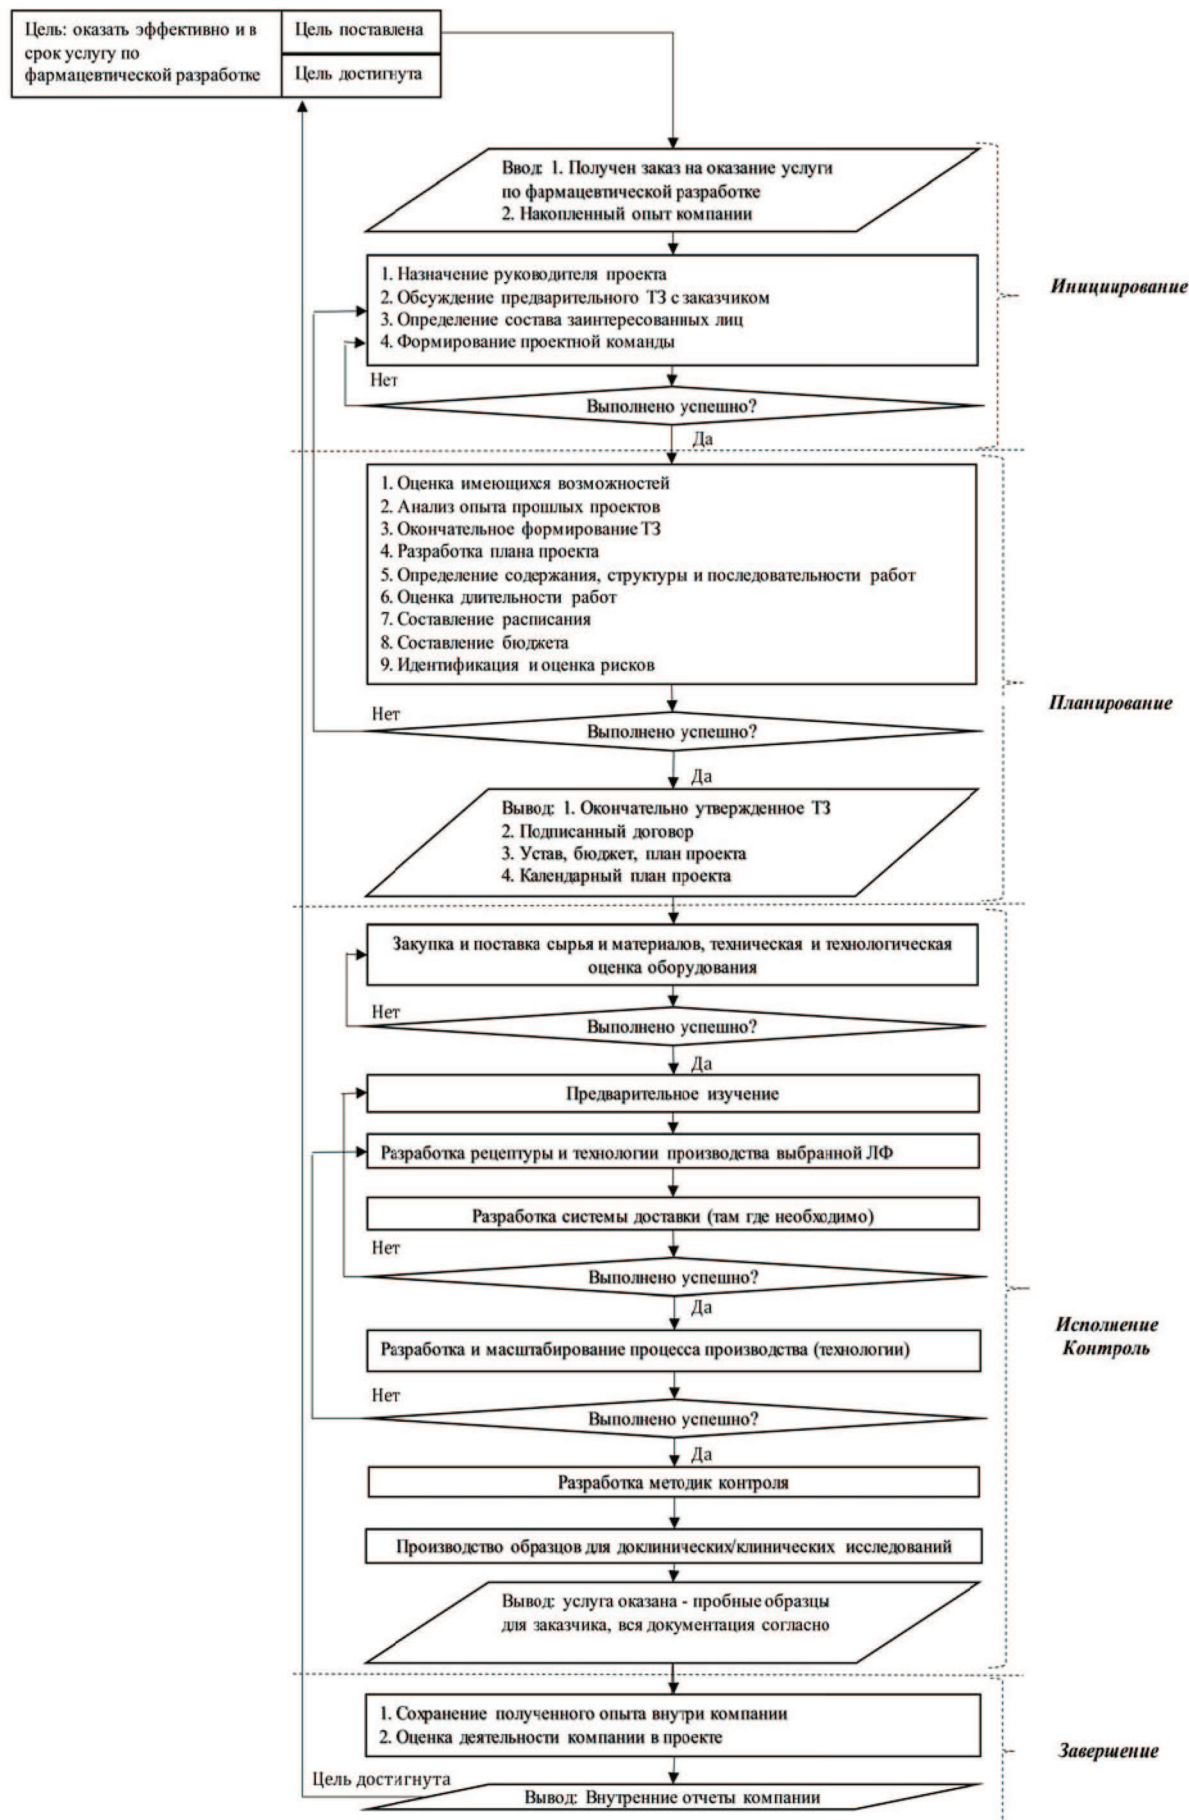 Цель: оказать эффективно и в
срок услугу по
фармацевтической разработке
Цель поставлена
Цель достигнута
Ввод: 1. Получен заказ на оказание услуги
по фармацевтической разработке
2. Накопленный опыт компании
1. Назначение руководителя проекта
2. Обсуждение предварительного ТЗ с заказчиком
3. Определение состава заинтересованных лиц
4. Формирование проектной команды
Инициирование
Нет
Выполнено успешно?
Да
1. Оценка имеющихся возможностей
2. Анализ опыта прошлых проектов
3. Окончательное формирование ТЗ
4. Разработка плана проекта
5. Определение содержания, структуры и последовательности работ
6. Оценка длительности работ
7. Составление расписания
8. Составление бюджета
9. Идентификация и оценка рисков
Планирование
Нет
Выполнено успешно?
Да
Вывод: 1. Окончательно утвержденное ТЗ
2. Подписанный договор
3. Устав, бюджет, план проекта
4. Календарный план проекта
Закупка и поставка сырья и материалов, техническая и технологическая
оценка оборудования
Нет
Выполнено успешно?
Да
Предварительное изучение
Разработка рецептуры и технологии производства выбранной ЛФ
Разработка системы доставки (там где необходимо)
Нет
Выполнено успешно?
Да
Исполнение
Контроль
Разработка и масштабирование процесса производства (технологии)
Нет
Выполнено успешно?
Да
Разработка методик контроля
Производство образцов для доклинических/клинических исследований
Вывод: услуга оказана - пробные образцы
для заказчика, вся документация согласно
1. Сохранение полученного опыта внутри компании
2. Оценка деятельности компании в проекте
Завершение
Цель достигнута
Вывод: Внутренние отчеты компании